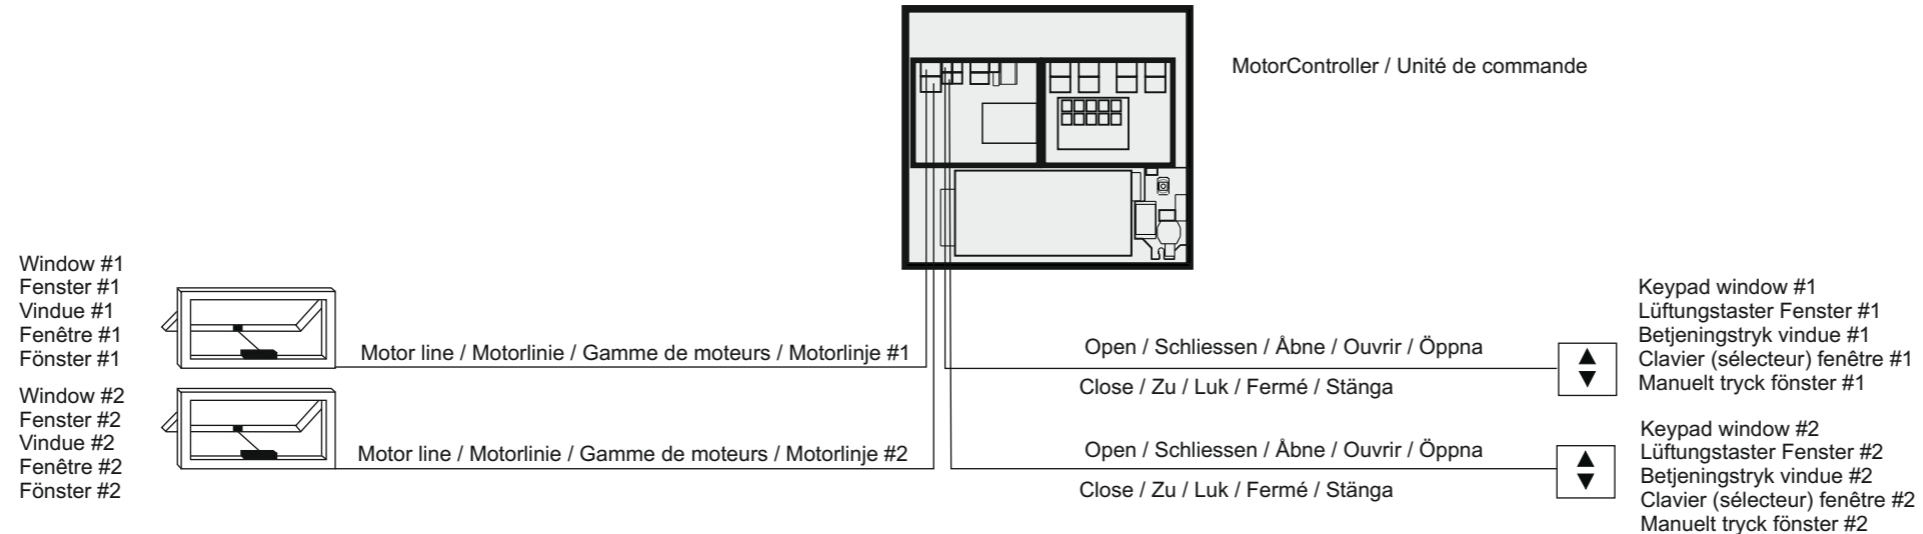 MotorController / Unité de commande
Window #1
Fenster #1
Vindue #1
Fenêtre #1
Fönster #1
Motor line / Motorlinie / Gamme de moteurs / Motorlinje #1
Open / Schliessen / Åbne / Ouvrir / Öppna
Close / Zu / Luk / Fermé / Stänga
Keypad window #1
Lüftungstaster Fenster #1
Betjeningstryk vindue #1
Clavier (sélecteur) fenêtre #1
Manuelt tryck fönster #1
Window #2
Fenster #2
Vindue #2
Fenêtre #2
Fönster #2
Motor line / Motorlinie / Gamme de moteurs / Motorlinje #2
Open / Schliessen / Åbne / Ouvrir / Öppna
Close / Zu / Luk / Fermé / Stänga
Keypad window #2
Lüftungstaster Fenster #2
Betjeningstryk vindue #2
Clavier (sélecteur) fenêtre #2
Manuelt tryck fönster #2